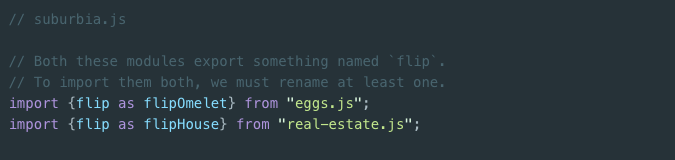 // suburbia.js
// Both these modules export something named `flip`.
// To import them both, we must rename at least one.
import {flip as flipOmelet} from "eggs.js";
import {flip as flipHouse} from "real-estate.js";